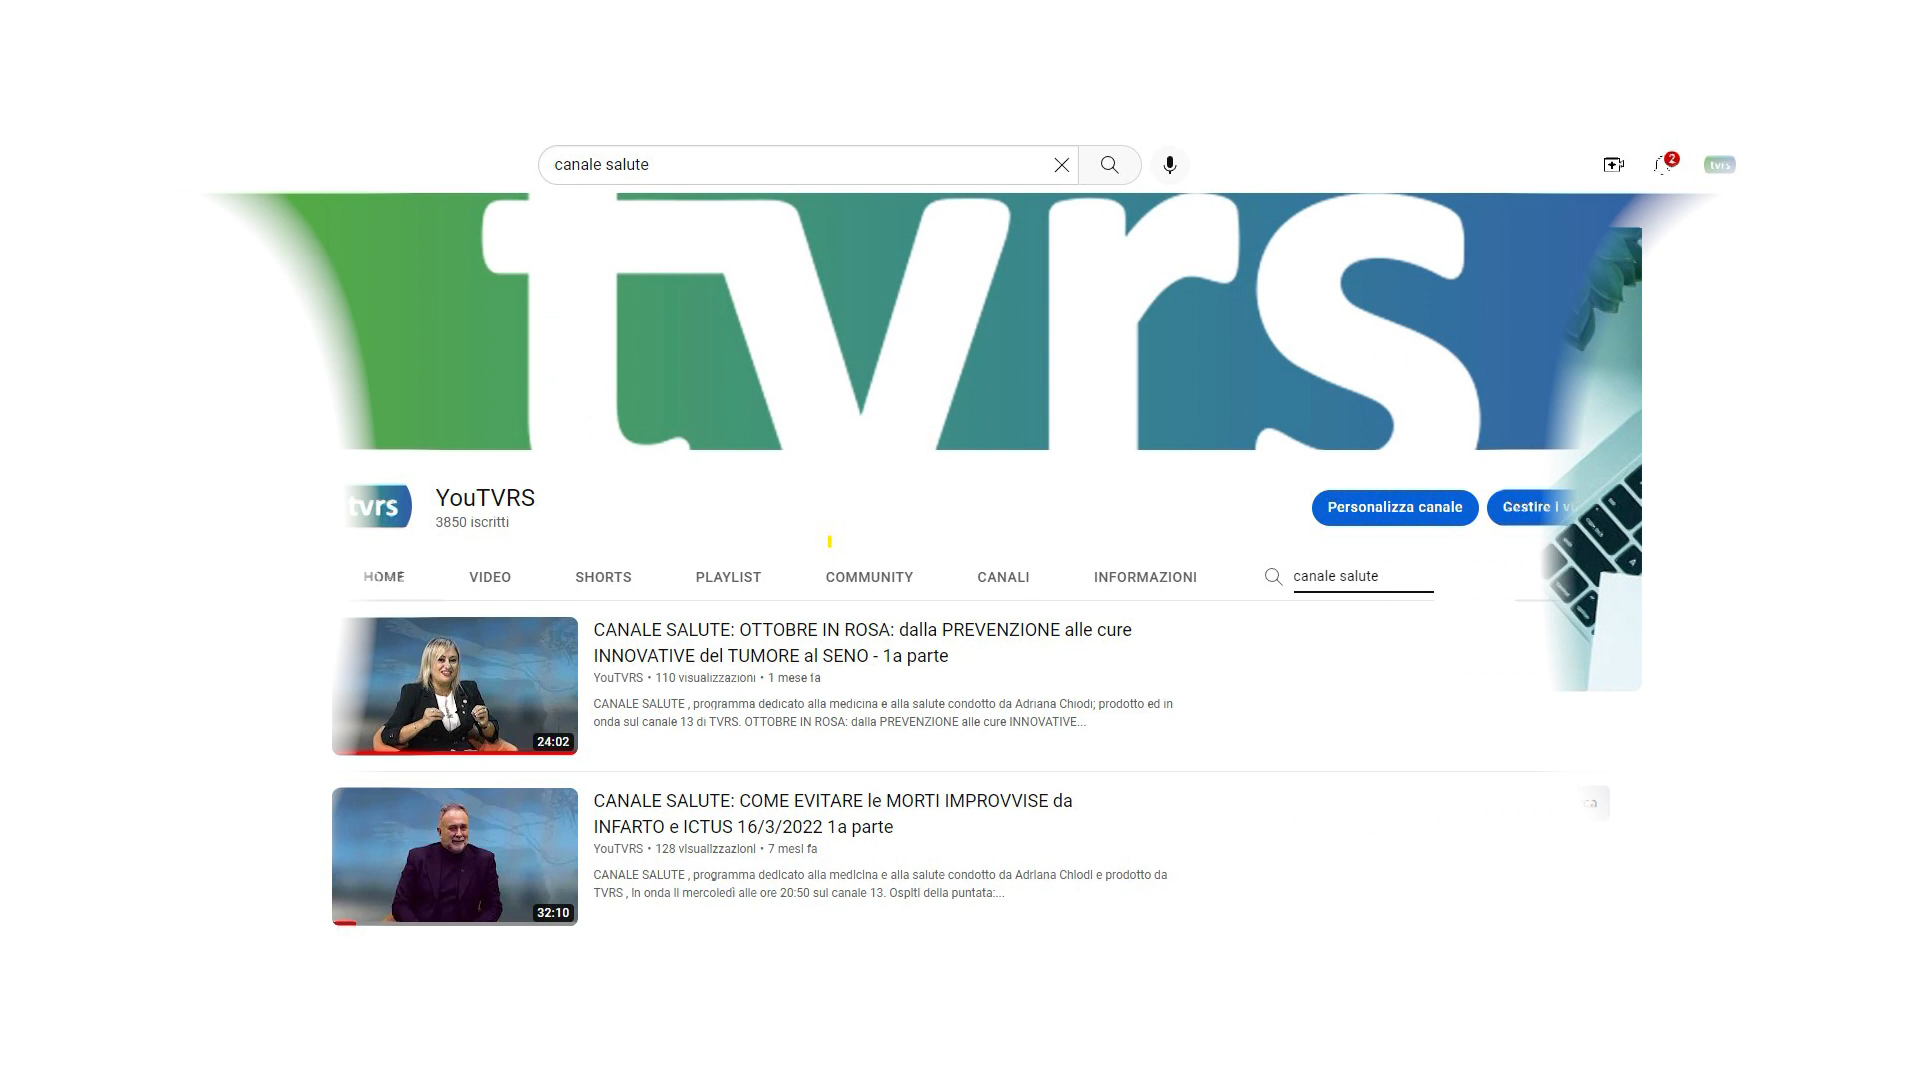 canale salute
2
tvrs
tvrs
tvrs
YouTVRS
3850 iscritti
Personalizza canale
Gestire i
HOME
VIDEO
SHORTS
PLAYLIST
COMMUNITY
CANALI
INFORMAZIONI
canale salute
CANALE SALUTE: OTTOBRE IN ROSA: dalla PREVENZIONE alle cure
INNOVATIVE del TUMORE al SENO - 1a parte
YouTVRS • 110 visualizzazioni • 1 mese fa
CANALE SALUTE , programma dedicato alla medicina e alla salute condotto da Adriana Chiodi; prodotto ed in
onda sul canale 13 di TVRS. OTTOBRE IN ROSA: dalla PREVENZIONE alle cure INNOVATIVE...
24:02
CANALE SALUTE: COME EVITARE le MORTI IMPROVVISE da
INFARTO e ICTUS 16/3/2022 1a parte
YouTVRS • 128 visualizzazioni • 7 mesi fa
CANALE SALUTE , programma dedicato alla medicina e alla salute condotto da Adriana Chiodi e prodotto da
TVRS , in onda il mercoledì alle ore 20:50 sul canale 13. Ospiti della puntata:...
32:10